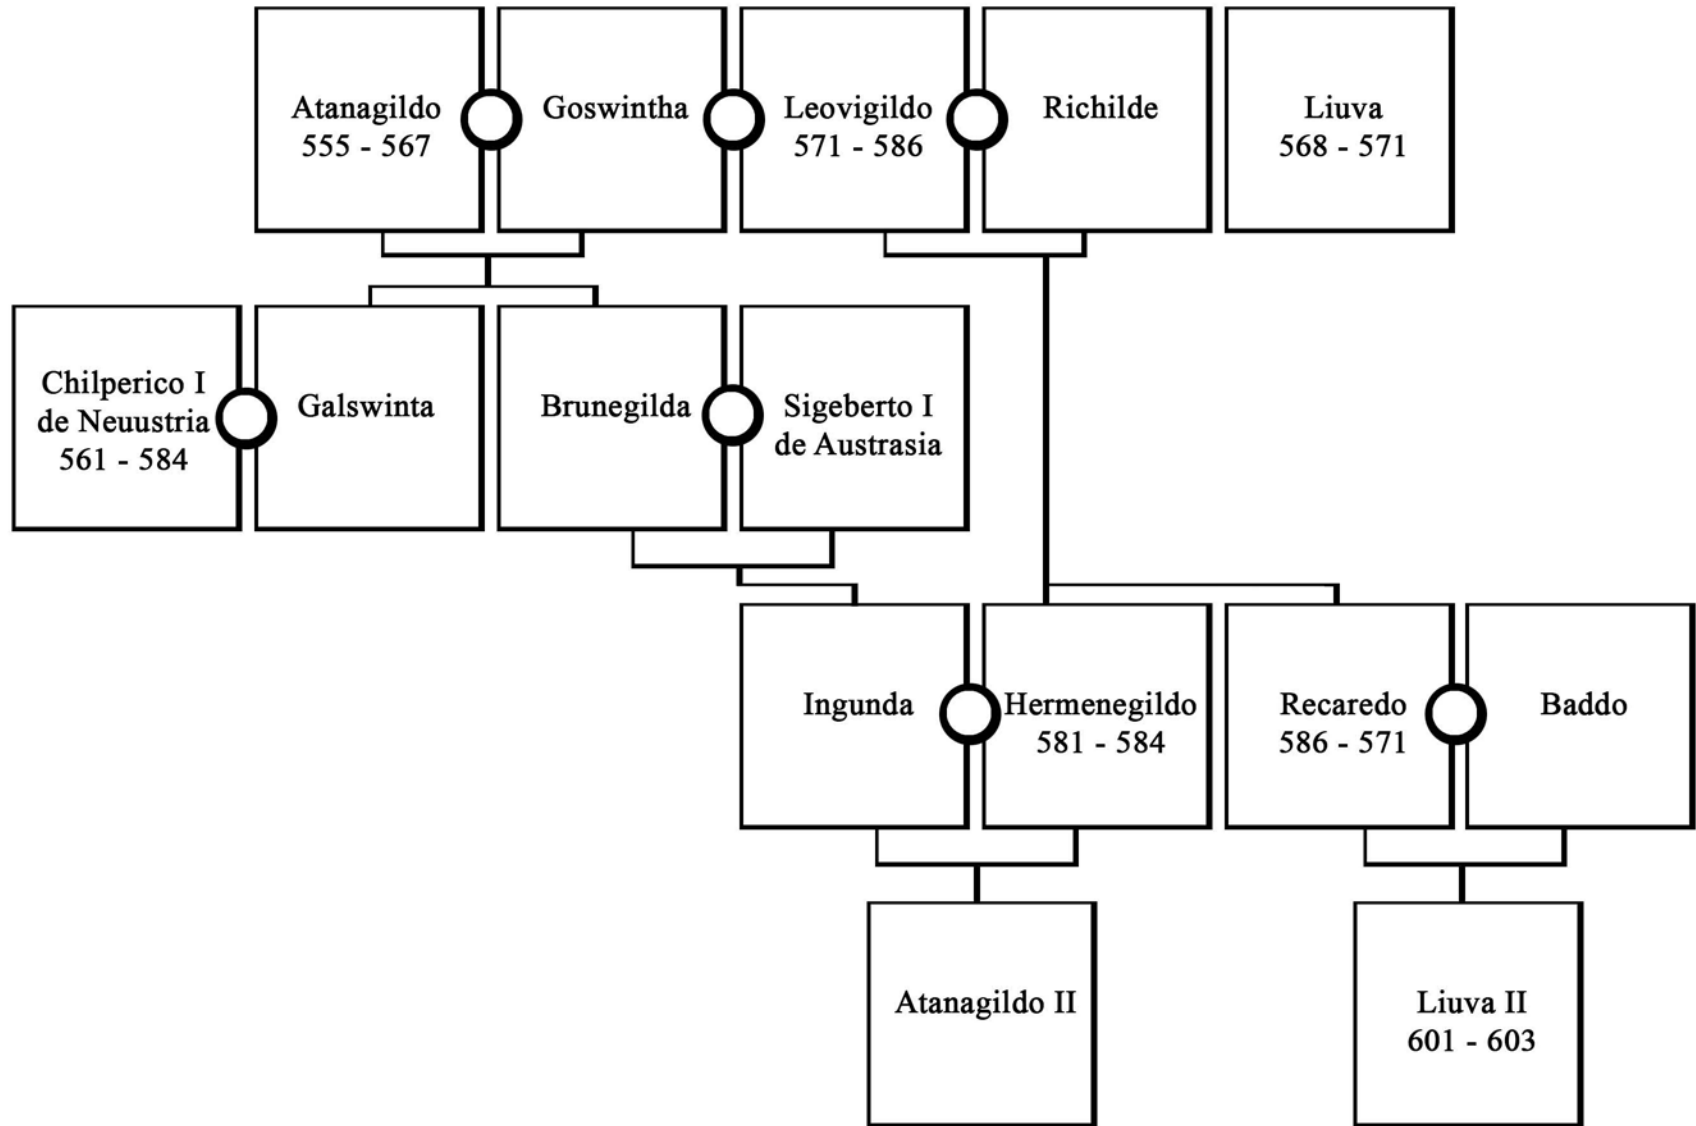 Atanagildo
555 - 567
Goswintha
Leovigildo
571 - 586
Richilde
Liuva
568 - 571
Chilperico I
de Neuustria
561 - 584
Galswinta
Brunegilda
Sigeberto I
de Austrasia
Ingunda
Hermenegildo
581 - 584
Recaredo
586 - 571
Baddo
Atanagildo II
Liuva II
601 - 603